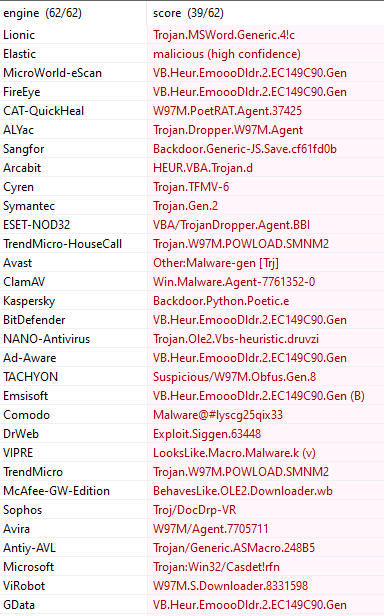 engine (62/62) score (39/62)
Lionic Trojan.MSWord.Generic.4!c
Elastic malicious (high confidence)
MicroWorld-eScan VB.Heur.EmoooDldr.2.EC149C90.Gen
FireEye VB.Heur.EmoooDldr.2.EC149C90.Gen
CAT-QuickHeal W97M.PoetRAT.Agent.37425
ALYac Trojan.Dropper.W97M.Agent
Sangfor Backdoor.Generic-JS.Save.cf61fd0b
Arcabit HEUR.VBA.Trojan.d
Cyren Trojan.TFMV-6
Symantec Trojan.Gen.2
ESET-NOD32 VBA/TrojanDropper.Agent.BBI
TrendMicro-HouseCall Trojan.W97M.POWLOAD.SMNM2
Avast Other:Malware-gen [Trj]
ClamAV Win.Malware.Agent-7761352-0
Kaspersky Backdoor.Python.Poetic.e
BitDefender VB.Heur.EmoooDldr.2.EC149C90.Gen
NANO-Antivirus Trojan.Ole2.Vbs-heuristic.druvzi
Ad-Aware VB.Heur.EmoooDldr.2.EC149C90.Gen
TACHYON Suspicious/W97M.Obfus.Gen.8
Emsisoft VB.Heur.EmoooDldr.2.EC149C90.Gen (B)
Comodo Malware@#lyscg25qix33
DrWeb Exploit.Siggen.63448
VIPRE LooksLike.Macro.Malware.k (v)
TrendMicro Trojan.W97M.POWLOAD.SMNM2
McAfee-GW-Edition BehavesLike.OLE2.Downloader.wb
Sophos Troj/DocDrp-VR
Avira W97M/Agent.7705711
Antiy-AVL Trojan/Generic.ASMacro.248B5
Microsoft Trojan:Win32/Casdet!rfn
ViRobot W97M.S.Downloader.8331598
GData VB.Heur.EmoooDldr.2.EC149C90.Gen